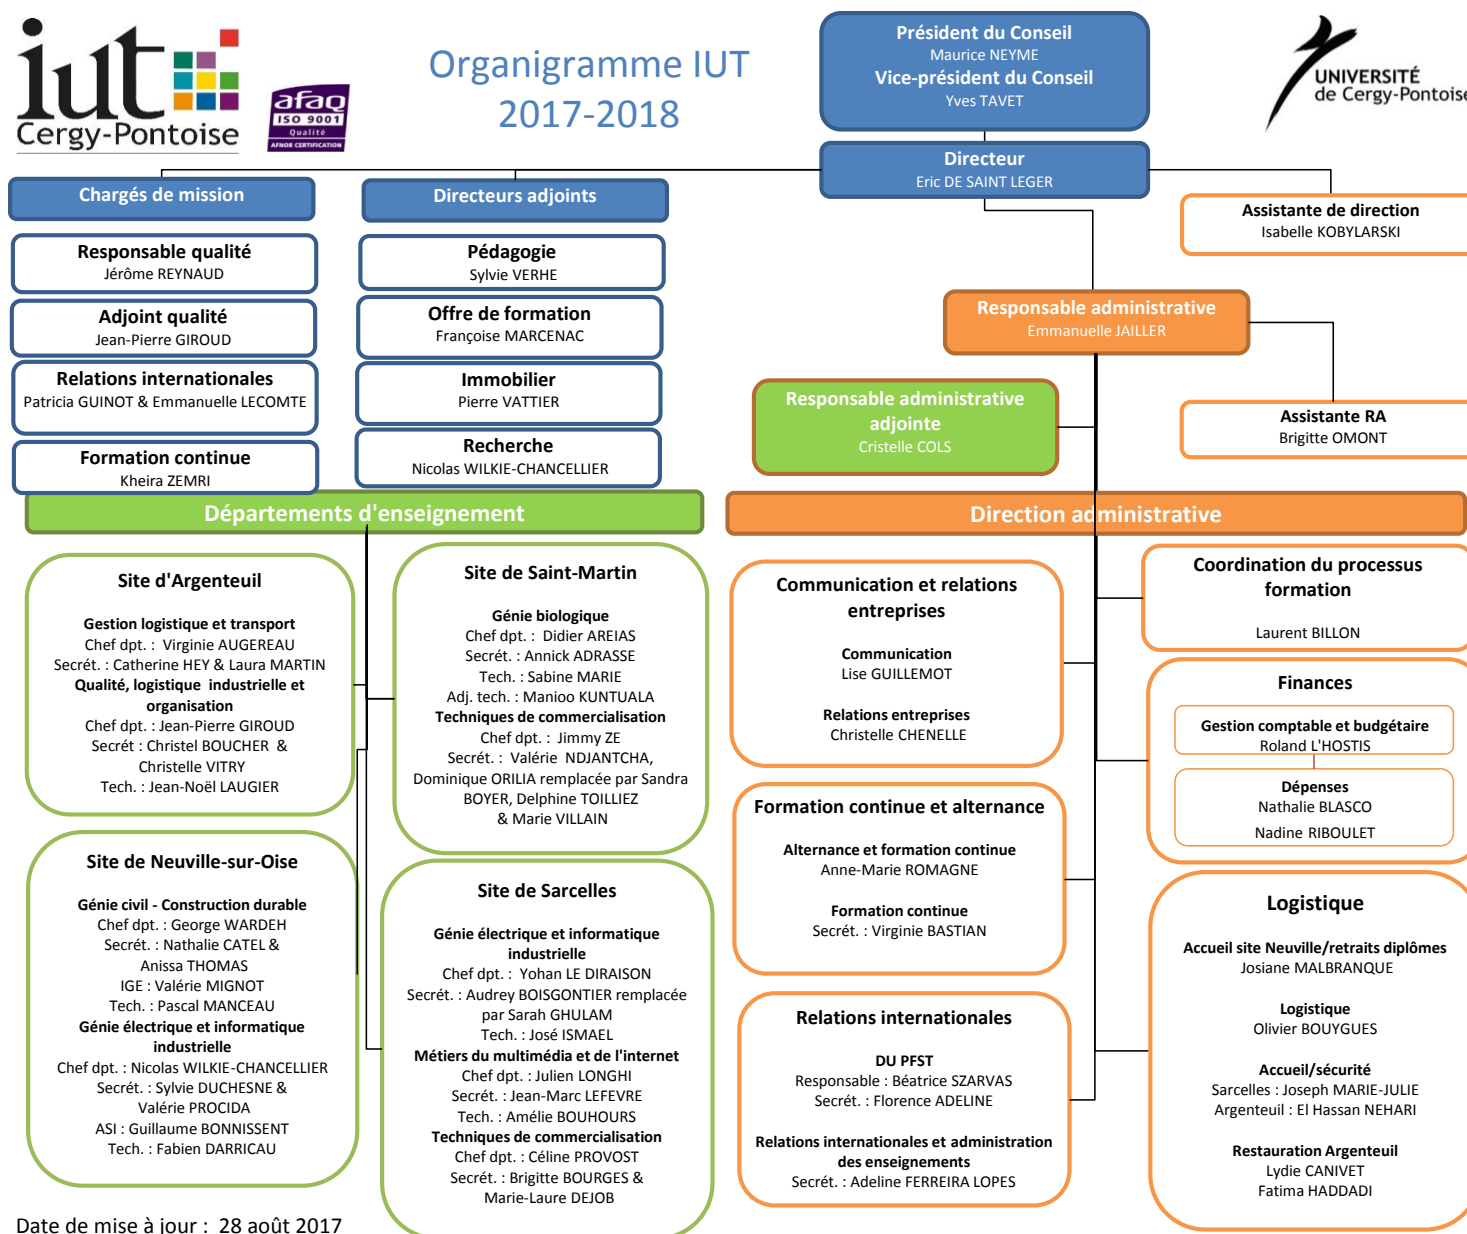 iut
Cergy-Pontoise
afaq
ISO 9001
Qualité
AFNOR CERTIFICATION
Organigramme IUT
2017-2018
Président du Conseil
Maurice NEYME
Vice-président du Conseil
Yves TAVET
UNIVERSITÉ
de Cergy-Pontoise
Directeur
Eric DE SAINT LEGER
Chargés de mission
Directeurs adjoints
Assistante de direction
Isabelle KOBYLARSKI
Responsable qualité
Jérôme REYNAUD
Adjoint qualité
Jean-Pierre GIROUD
Relations internationales
Patricia GUINOT & Emmanuelle LECOMTE
Formation continue
Kheira ZEMRI
Pédagogie
Sylvie VERHE
Offre de formation
Françoise MARCENAC
Immobilier
Pierre VATTIER
Recherche
Nicolas WILKIE-CHANCELLIER
Responsable administrative
Emmanuelle JAILLER
Responsable administrative
adjointe
Cristelle COLS
Assistante RA
Brigitte OMONT
Départements d'enseignement
Site d'Argenteuil
Gestion logistique et transport
Chef dpt. : Virginie AUGEREAU
Secrét. : Catherine HEY & Laura MARTIN
Qualité, logistique industrielle et
organisation
Chef dpt. : Jean-Pierre GIROUD
Secrét : Christel BOUCHER &
Christelle VITRY
Tech. : Jean-Noël LAUGIER
Site de Neuville-sur-Oise
Génie civil - Construction durable
Chef dpt. : George WARDEH
Secrét. : Nathalie CATEL &
Anissa THOMAS
IGE : Valérie MIGNOT
Tech. : Pascal MANCEAU
Génie électrique et informatique
industrielle
Chef dpt. : Nicolas WILKIE-CHANCELLIER
Secrét. : Sylvie DUCHESNE &
Valérie PROCIDA
ASI : Guillaume BONNISSENT
Tech. : Fabien DARRICAU
Site de Saint-Martin
Génie biologique
Chef dpt. : Didier AREIAS
Secrét. : Annick ADRASSE
Tech. : Sabine MARIE
Adj. tech. : Manioo KUNTUALA
Techniques de commercialisation
Chef dpt. : Jimmy ZE
Secrét. : Valérie NDJANTCHA,
Dominique ORILIA remplacée par Sandra
BOYER, Delphine TOILLIEZ
& Marie VILLAIN
Site de Sarcelles
Génie électrique et informatique
industrielle
Chef dpt. : Yohan LE DIRAISON
Secrét. : Audrey BOISGONTIER remplacée
par Sarah GHULAM
Tech. : José ISMAEL
Métiers du multimédia et de l'internet
Chef dpt. : Julien LONGHI
Secrét. : Jean-Marc LEFEVRE
Tech. : Amélie BOUHOURS
Techniques de commercialisation
Chef dpt. : Céline PROVOST
Secrét. : Brigitte BOURGES &
Marie-Laure DEJOB
Direction administrative
Communication et relations
entreprises
Communication
Lise GUILLEMOT
Relations entreprises
Christelle CHENELLE
Formation continue et alternance
Alternance et formation continue
Anne-Marie ROMAGNE
Formation continue
Secrét. : Virginie BASTIAN
Relations internationales
DU PFST
Responsable : Béatrice SZARVAS
Secrét. : Florence ADELINE
Relations internationales et administration
des enseignements
Secrét. : Adeline FERREIRA LOPES
Coordination du processus
formation
Laurent BILLON
Finances
Gestion comptable et budgétaire
Roland L'HOSTIS
Dépenses
Nathalie BLASCO
Nadine RIBOULET
Logistique
Accueil site Neuville/retraits diplômes
Josiane MALBRANQUE
Logistique
Olivier BOUYGUES
Accueil/sécurité
Sarcelles : Joseph MARIE-JULIE
Argenteuil : El Hassan NEHARI
Restauration Argenteuil
Lydie CANIVET
Fatima HADDADI
Date de mise à jour : 28 août 2017